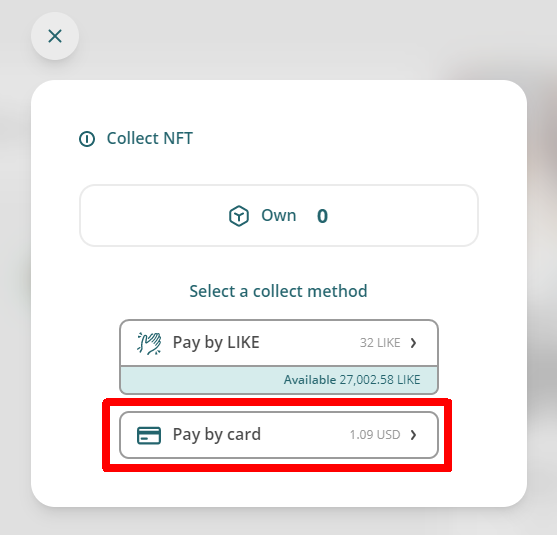 Collect NFT
Own 0
Select a collect method
Pay by LIKE 32 LIKE
Available 27,002.58 LIKE
Pay by card 1.09 USD